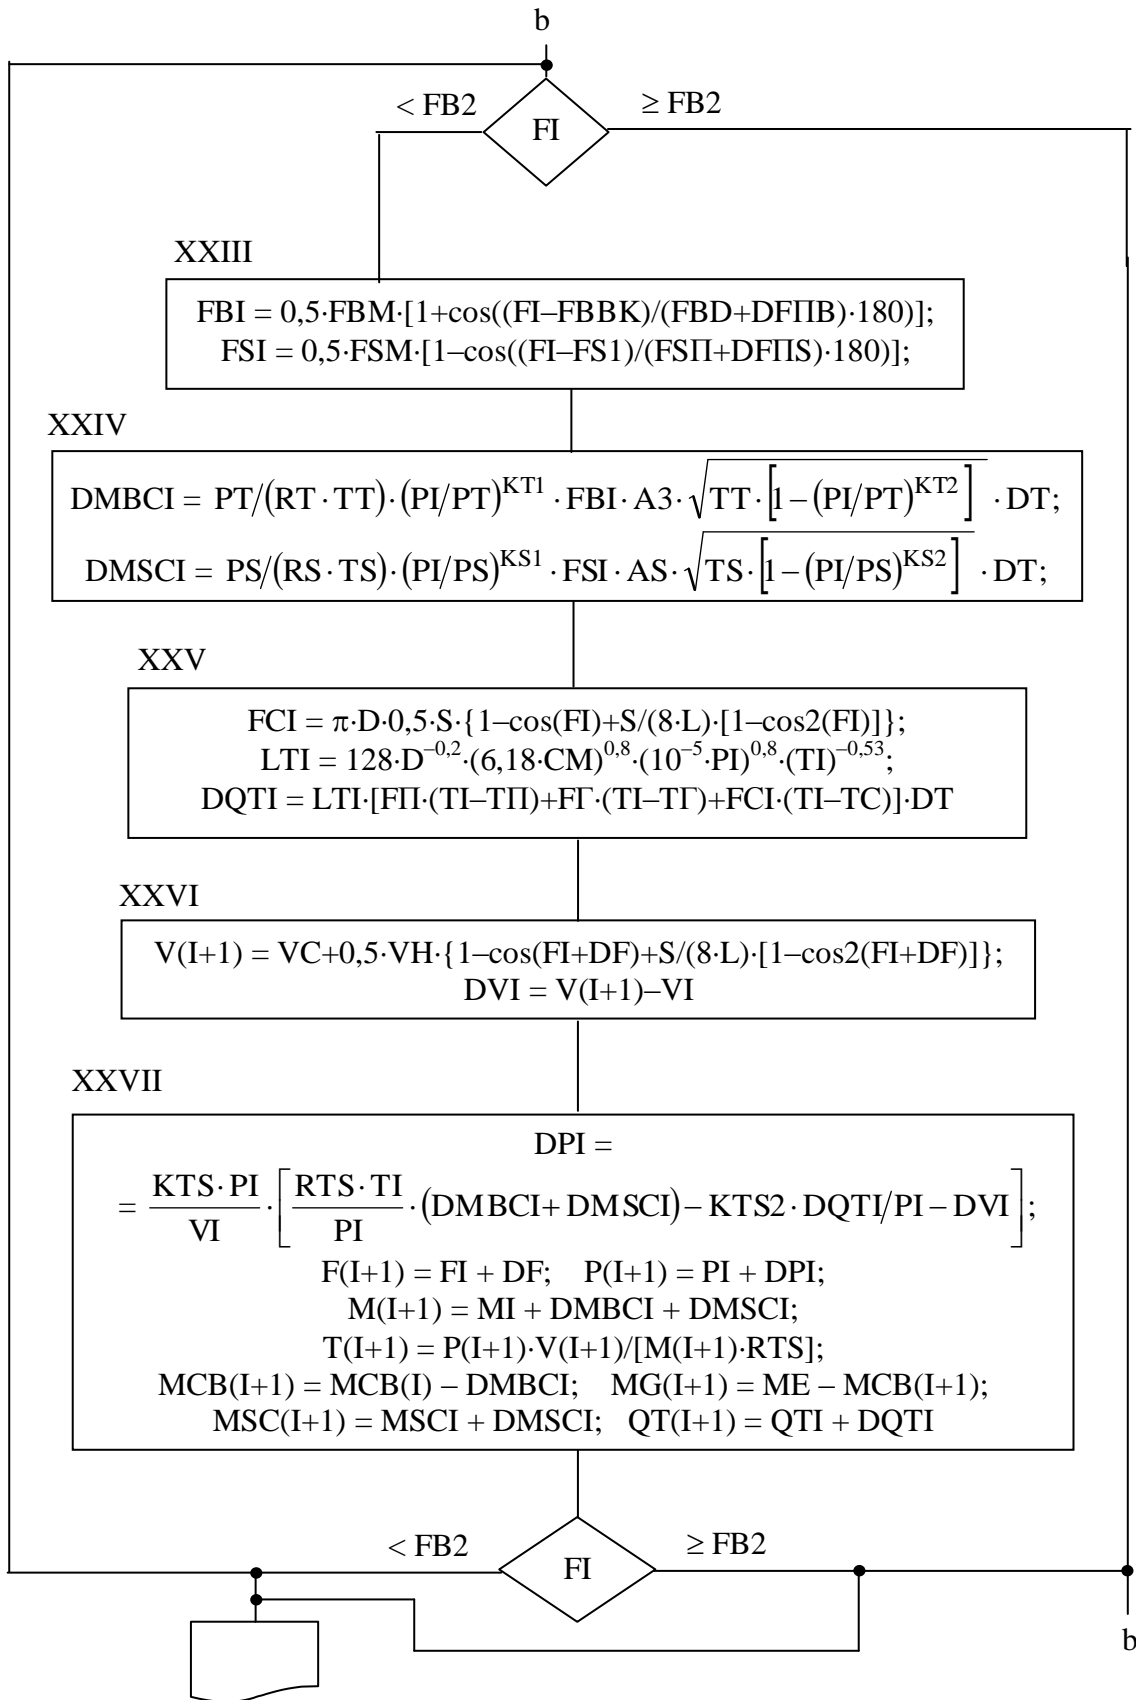 b
< FB2
≥ FB2
FI
XXIII
FBI = 0,5·FBM·[1+cos((FI–FBBK)/(FBD+DFПB)·180)];
FSI = 0,5·FSM·[1–cos((FI–FS1)/(FSП+DFПS)·180)];
XXIV
DMBCI = PT/(RT·TT)·(PI/PT)^KT1·FBI·A3·√(TT·[1–(PI/PT)^KT2])·DT;
DMSCI = PS/(RS·TS)·(PI/PS)^KS1·FSI·AS·√(TS·[1–(PI/PS)^KS2])·DT;
XXV
FCI = π·D·0,5·S·{1–cos(FI)+S/(8·L)·[1–cos2(FI)]};
LTI = 128·D^–0,2·(6,18·CM)^0,8·(10^–5·PI)^0,8·(TI)^–0,53;
DQTI = LTI·[FП·(TI–TП)+FГ·(TI–TГ)+FCI·(TI–TC)]·DT
XXVI
V(I+1) = VC+0,5·VH·{1–cos(FI+DF)+S/(8·L)·[1–cos2(FI+DF)]};
DVI = V(I+1)–VI
XXVII
DPI =
= KTS·PI/VI·[RTS·TI/PI·(DMBCI+DMSCI)–KTS2·DQTI/PI–DVI];
F(I+1) = FI + DF; P(I+1) = PI + DPI;
M(I+1) = MI + DMBCI + DMSCI;
T(I+1) = P(I+1)·V(I+1)/[M(I+1)·RTS];
MCB(I+1) = MCB(I) – DMBCI; MG(I+1) = ME – MCB(I+1);
MSC(I+1) = MSCI + DMSCI; QT(I+1) = QTI + DQTI
< FB2
≥ FB2
FI
b